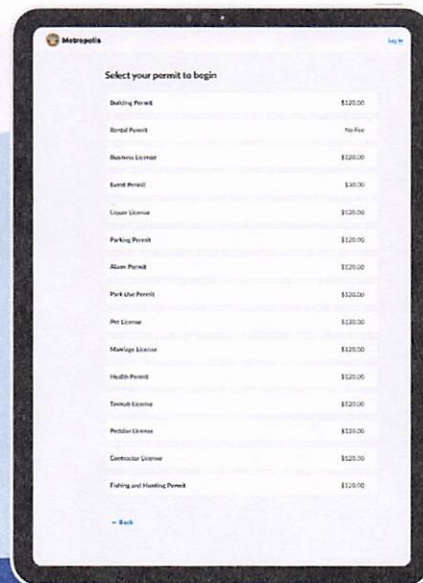 Metropolis
Log In
Select your permit to begin
Building Permit $120.00
Rental Permit No Fee
Business License $120.00
Event Permit $30.00
Liquor License $120.00
Parking Permit $120.00
Alarm Permit $120.00
Park Use Permit $120.00
Pet License $120.00
Marriage License $120.00
Health Permit $120.00
Taxicab License $120.00
Peddler License $120.00
Contractor License $120.00
Fishing and Hunting Permit $120.00
← Back